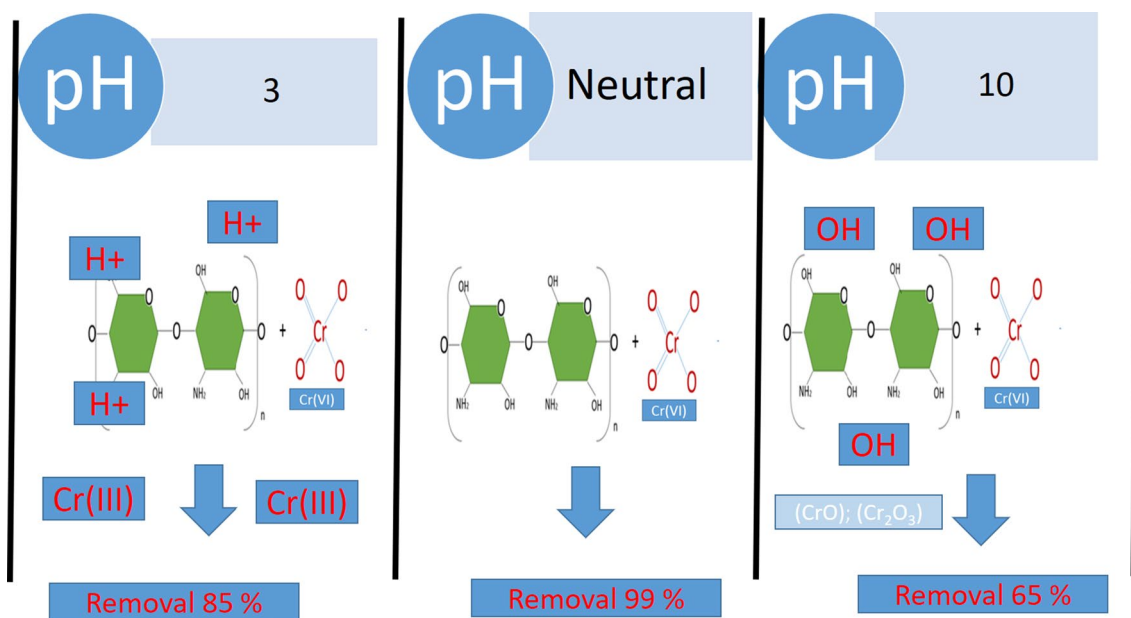 pH
3
H+
H+
OH
O
O
O
O
H+
OH
NH₂
OH
n
+
O
O
Cr
O
O
Cr(VI)
Cr(III)
Cr(III)
Removal 85 %
pH
Neutral
OH
OH
O
O
O
O
O
NH₂
OH
NH₂
OH
n
+
O
O
Cr
O
O
Cr(VI)
Removal 99 %
pH
10
OH
OH
OH
OH
O
O
O
O
O
NH₂
OH
NH₂
OH
n
+
O
O
Cr
O
O
Cr(VI)
OH
(CrO); (Cr₂O₃)
Removal 65 %